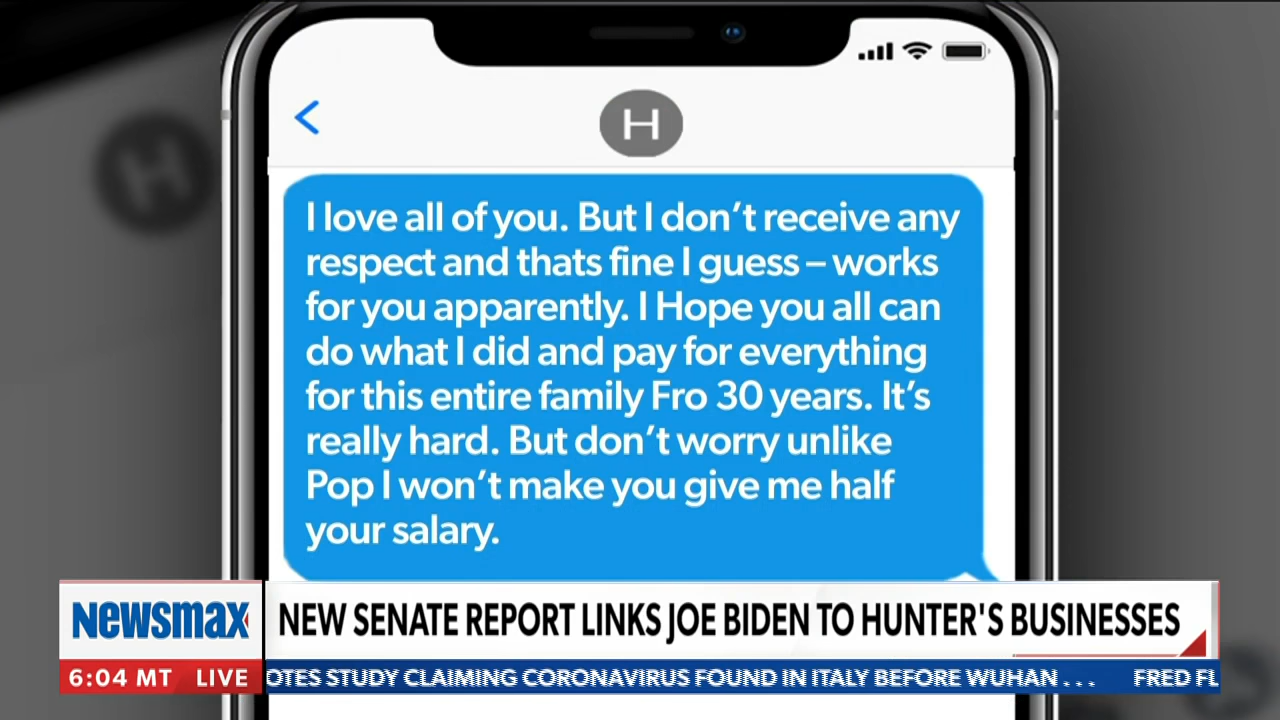 H
I love all of you. But I don’t receive any
respect and thats fine I guess – works
for you apparently. I Hope you all can
do what I did and pay for everything
for this entire family Fro 30 years. It’s
really hard. But don’t worry unlike
Pop I won’t make you give me half
your salary.
NEWSMAX
NEW SENATE REPORT LINKS JOE BIDEN TO HUNTER'S BUSINESSES
6:04 MT LIVE
OTES STUDY CLAIMING CORONAVIRUS FOUND IN ITALY BEFORE WUHAN . . . FRED FL